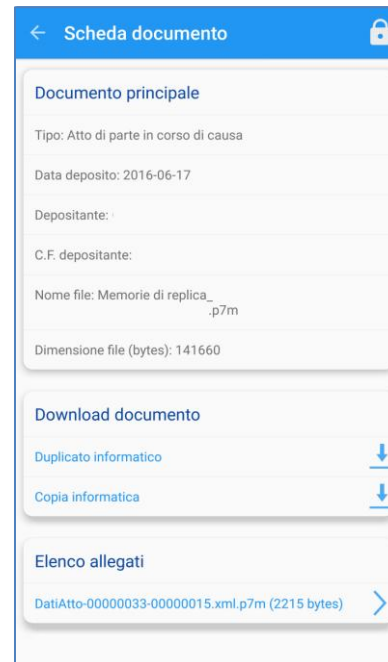 Scheda documento
Documento principale
Tipo: Atto di parte in corso di causa
Data deposito: 2016-06-17
Depositante:
C.F. depositante:
Nome file: Memorie di replica_
.p7m
Dimensione file (bytes): 141660
Download documento
Duplicato informatico
Copia informatica
Elenco allegati
DatiAtto-00000033-00000015.xml.p7m (2215 bytes)